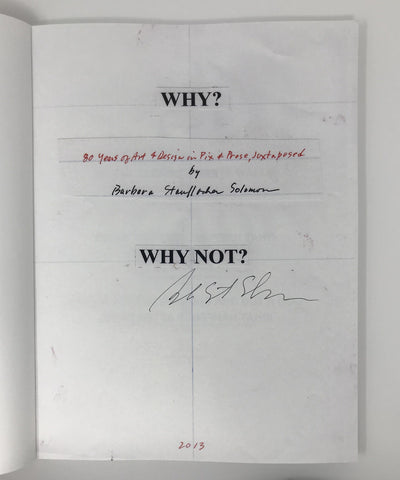 WHY?
80 Years of Art & Design in Pix & Prose, Juxtaposed
by
Barbara Stauffacher Solomon
WHY NOT?
2013